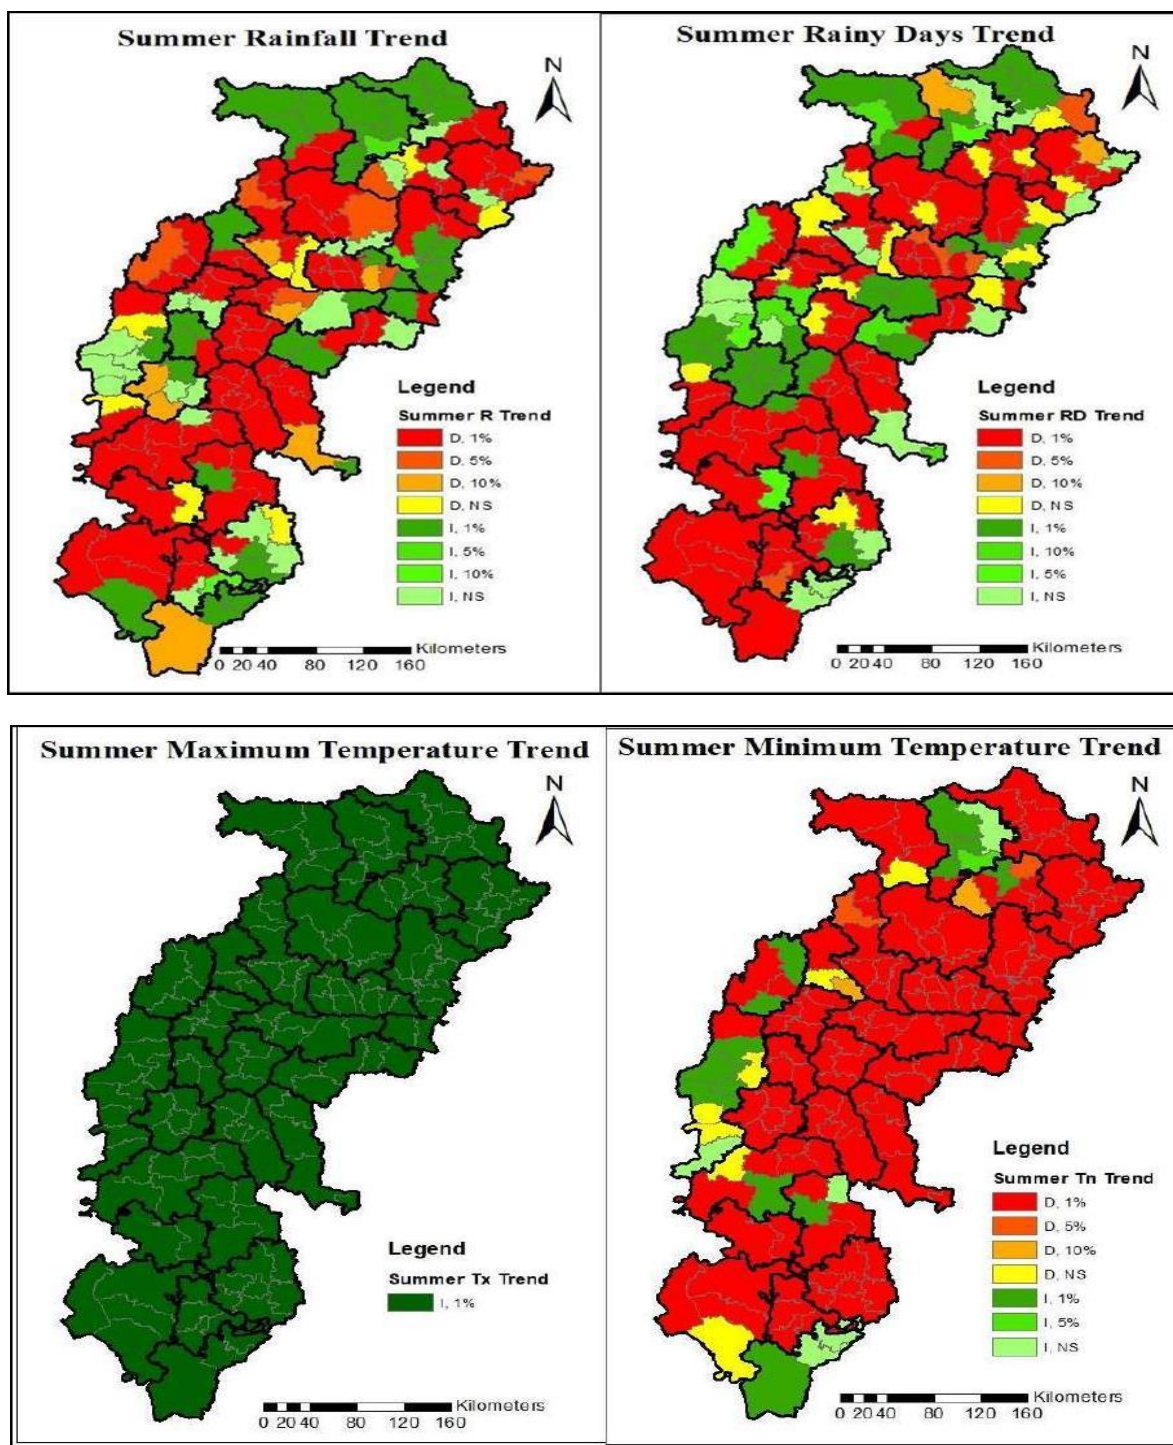 Summer Rainfall Trend
N
Legend
Summer R Trend
D, 1%
D, 5%
D, 10%
D, NS
I, 1%
I, 5%
I, 10%
I, NS
Kilometers
0 20 40 80 120 160
Summer Rainy Days Trend
N
Legend
Summer RD Trend
D, 1%
D, 5%
D, 10%
D, NS
I, 1%
I, 10%
I, 5%
I, NS
Kilometers
0 20 40 80 120 160
Summer Maximum Temperature Trend
N
Legend
Summer Tx Trend
I, 1%
Kilometers
0 20 40 80 120 160
Summer Minimum Temperature Trend
N
Legend
Summer Tn Trend
D, 1%
D, 5%
D, 10%
D, NS
I, 1%
I, 5%
I, NS
Kilometers
0 20 40 80 120 160